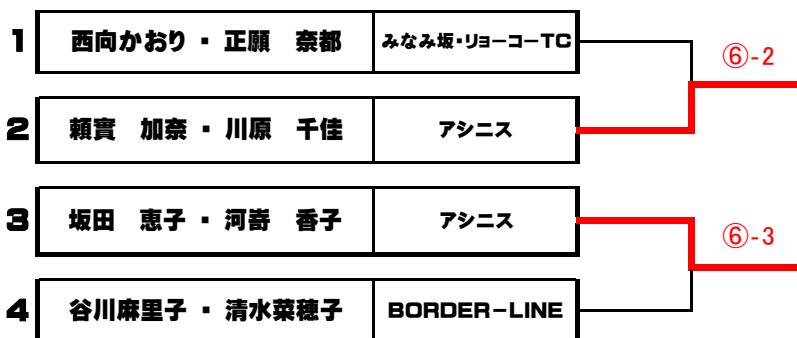 1 西向かおり ・ 正願 奈都 みなみ坂・リョーコーTC
⑥-2
2 頼實 加奈 ・ 川原 千佳 アシニス
3 坂田 恵子 ・ 河嵜 香子 アシニス
⑥-3
4 谷川麻里子 ・ 清水菜穂子 BORDER-LINE